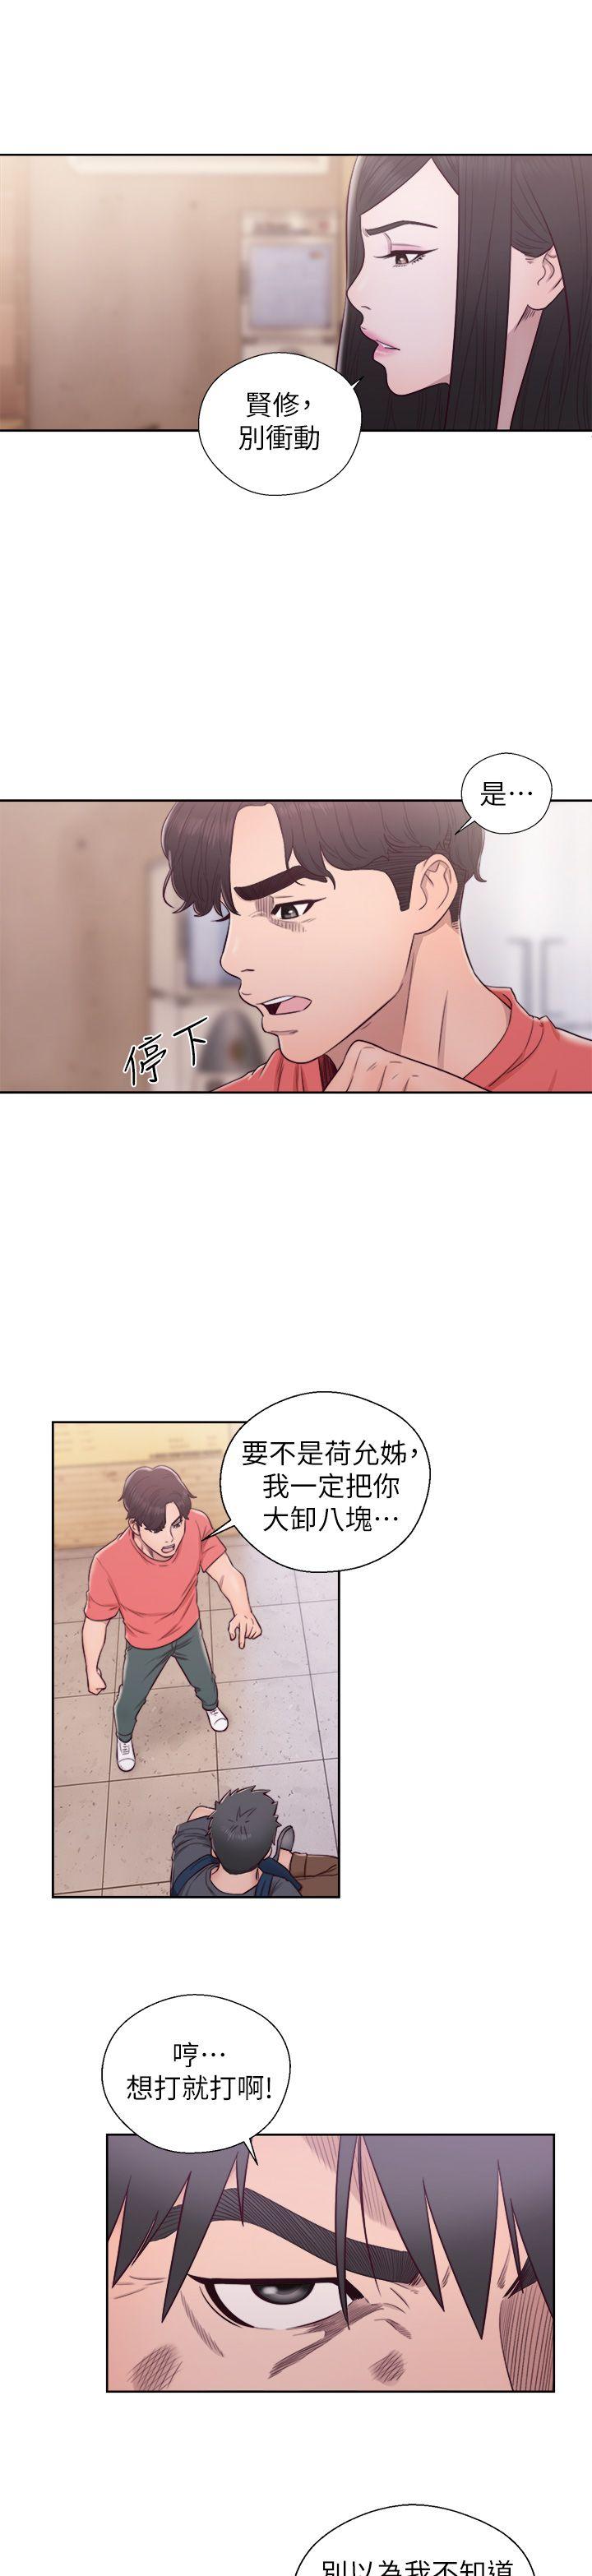 賢修，
別衝動
是…
停下
要不是荷允姊，
我一定把你
大卸八塊…
哼…
想打就打啊!
別以為我不知道